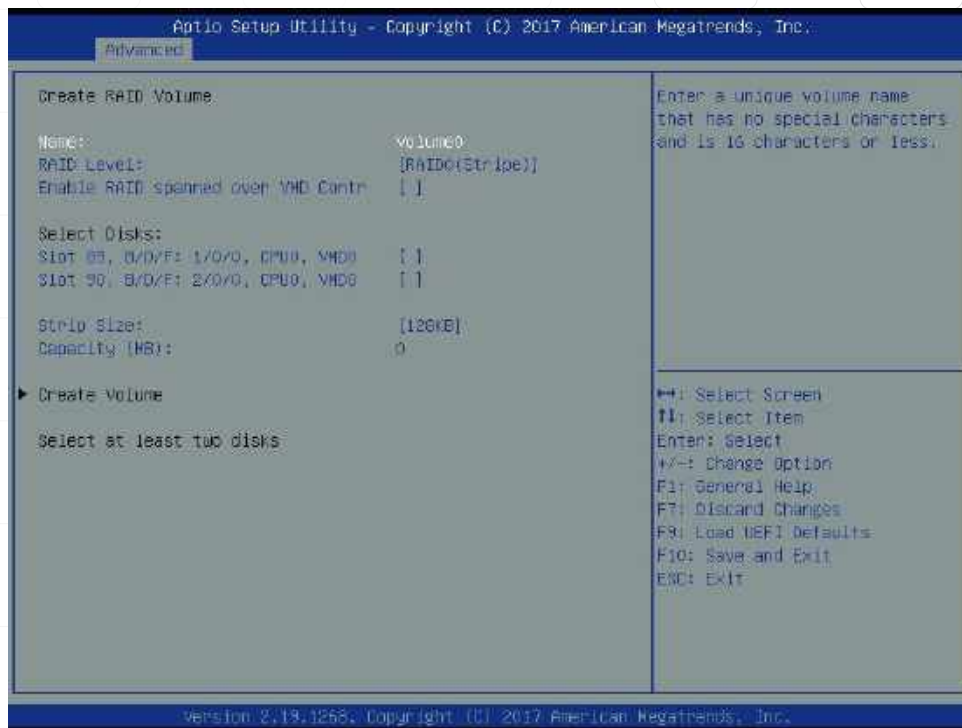 Aptio Setup Utility - Copyright (C) 2017 American Megatrends, Inc.
Advanced
Create RAID Volume
Name: Volume0
RAID Level: [RAID0(Stripe)]
Enable RAID spanned over VMD Contr [ ]
Select Disks:
Slot B/D/F: 1/0/0, CPU0, VMD0 [ ]
Slot 90, B/D/F: 2/0/0, CPU0, VMD0 [ ]
Strip Size: [128KB]
Capacity (MB): 0
Create Volume
Select at least two disks
Enter a unique volume name
that has no special characters
and is 16 characters or less.
: Select Screen
↑↓: Select Item
Enter: Select
+/-: Change Option
F1: General Help
F7: Discard Changes
F9: Load UEFI Defaults
F10: Save and Exit
ESC: Exit
Version 2.19.1268. Copyright (C) 2017 American Megatrends, Inc.